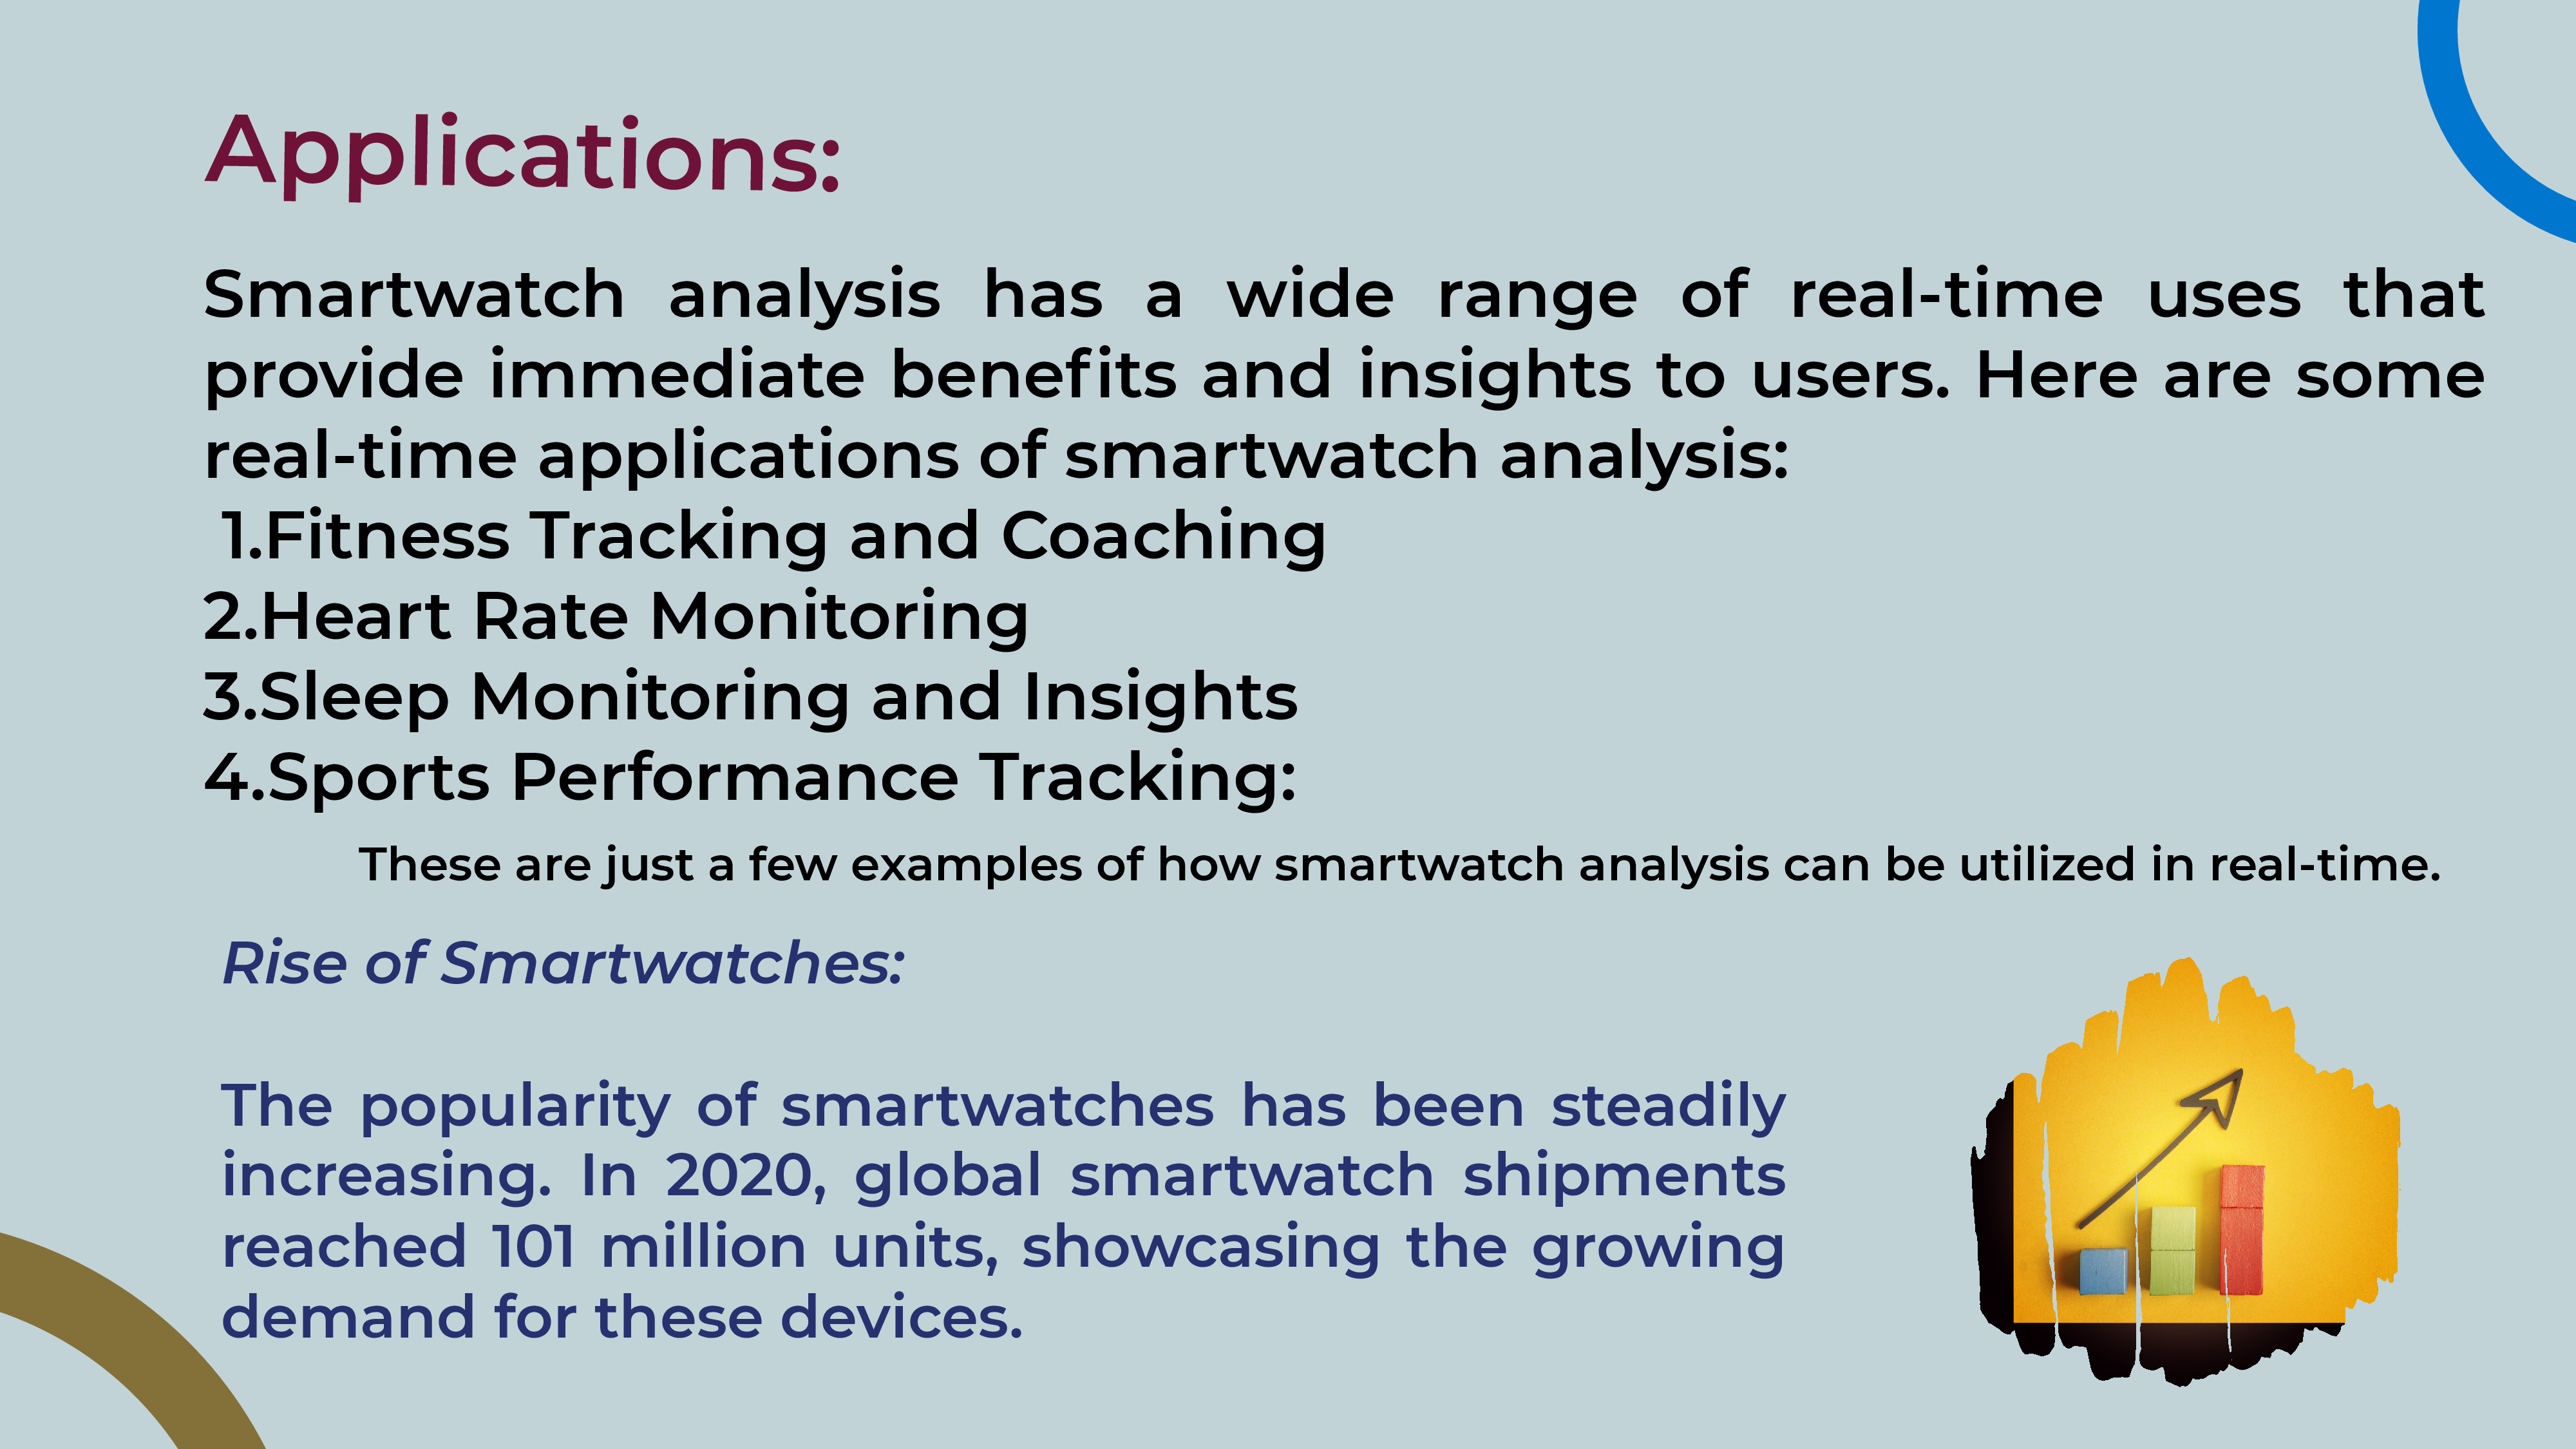 Applications:
Smartwatch analysis has a wide range of real-time uses that
provide immediate benefits and insights to users. Here are some
real-time applications of smartwatch analysis:
1.Fitness Tracking and Coaching
2.Heart Rate Monitoring
3.Sleep Monitoring and Insights
4.Sports Performance Tracking:
These are just a few examples of how smartwatch analysis can be utilized in real-time.
Rise of Smartwatches:
The popularity of smartwatches has been steadily
increasing. In 2020, global smartwatch shipments
reached 101 million units, showcasing the growing
demand for these devices.